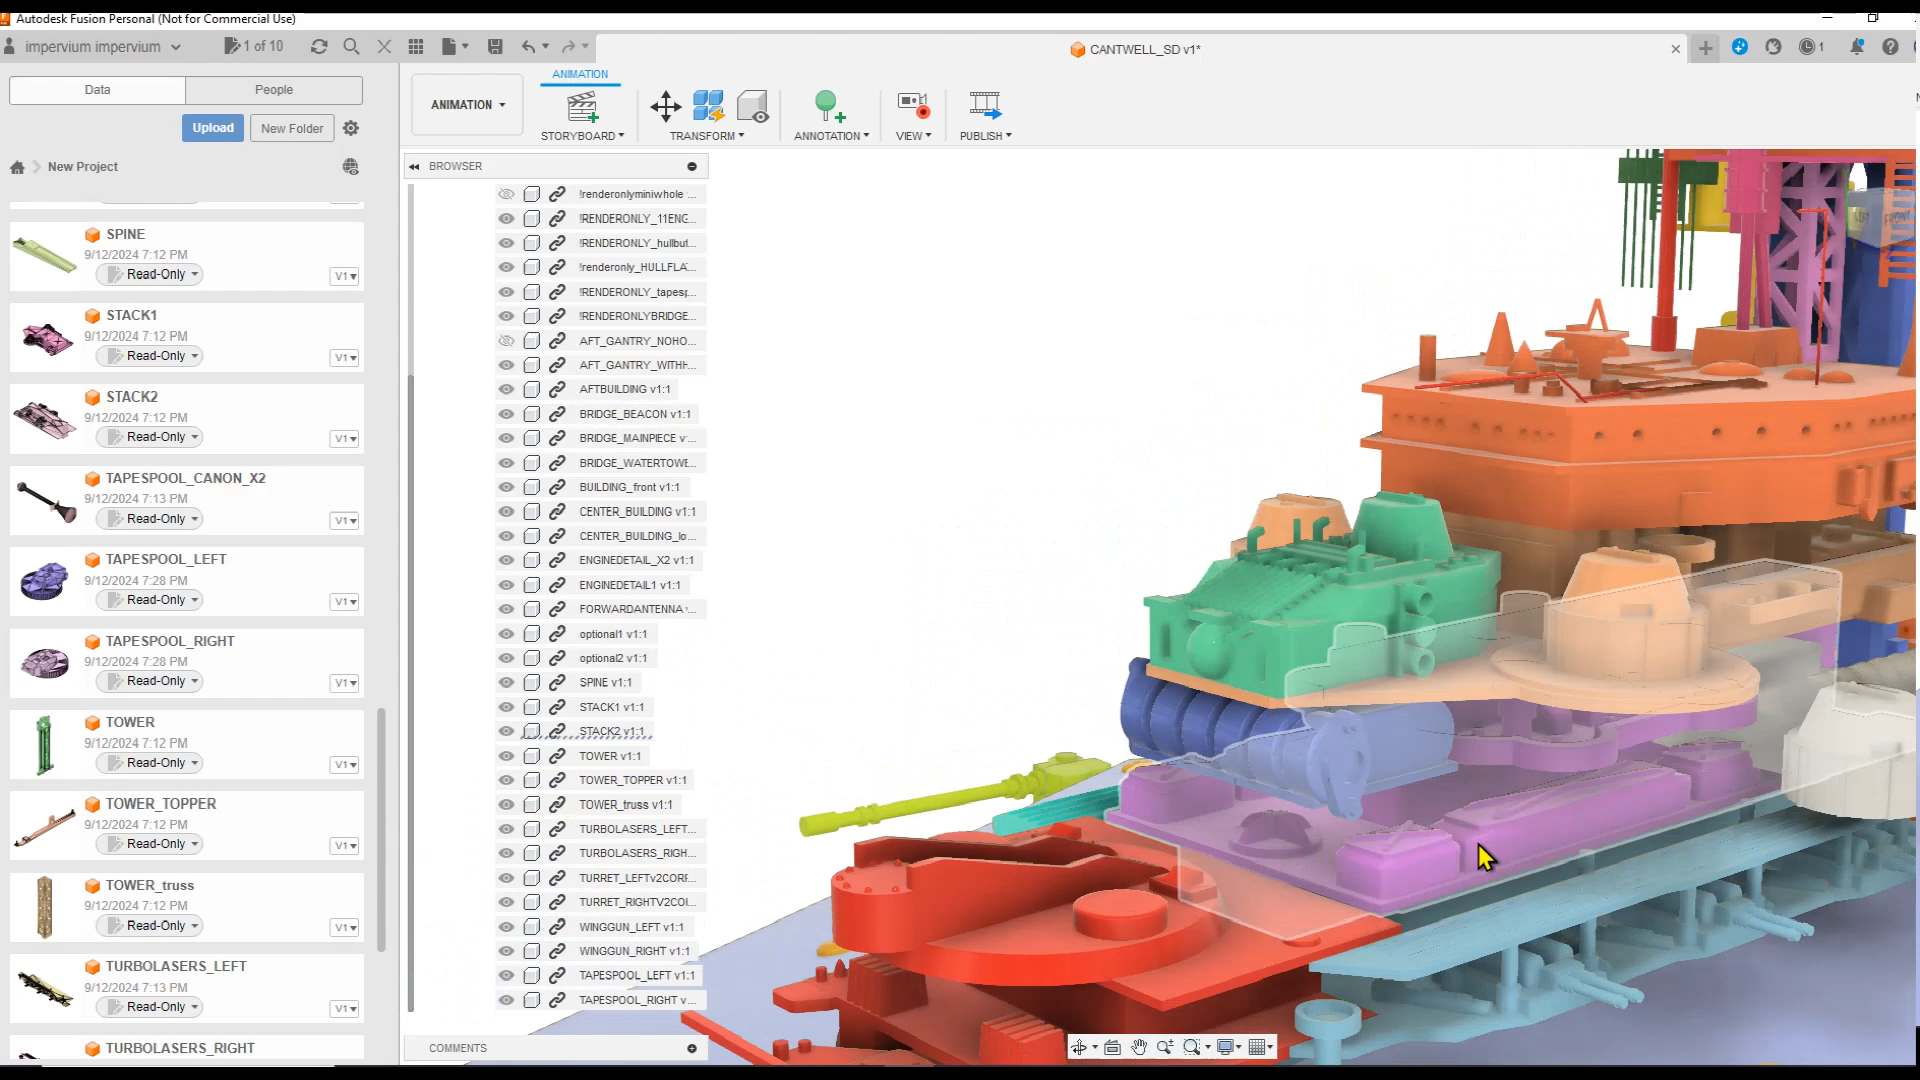 Autodesk Fusion Personal (Not for Commercial Use)
impervium impervium
1 of 10
CANTWELL_SD v1*
1
Data
People
ANIMATION
ANIMATION
Upload
New Folder
STORYBOARD
TRANSFORM
ANNOTATION
VIEW
PUBLISH
New Project
BROWSER
SPINE
9/12/2024 7:12 PM
Read-Only
V1
STACK1
9/12/2024 7:12 PM
Read-Only
V1
STACK2
9/12/2024 7:12 PM
Read-Only
V1
TAPESPOOL_CANON_X2
9/12/2024 7:13 PM
Read-Only
V1
TAPESPOOL_LEFT
9/12/2024 7:28 PM
Read-Only
V1
TAPESPOOL_RIGHT
9/12/2024 7:28 PM
Read-Only
V1
TOWER
9/12/2024 7:12 PM
Read-Only
V1
TOWER_TOPPER
9/12/2024 7:12 PM
Read-Only
V1
TOWER_truss
9/12/2024 7:12 PM
Read-Only
V1
TURBOLASERS_LEFT
9/12/2024 7:13 PM
Read-Only
V1
TURBOLASERS_RIGHT
!renderonlyminiwhole ...
!RENDERONLY_11ENG...
!RENDERONLY_hullbut...
!renderonly_HULLFLA...
!RENDERONLY_tapesp...
!RENDERONLYBRIDGE...
AFT_GANTRY_NOHO...
AFT_GANTRY_WITHH...
AFTBUILDING v1:1
BRIDGE_BEACON v1:1
BRIDGE_MAINPIECE v...
BRIDGE_WATERTOWE...
BUILDING_front v1:1
CENTER_BUILDING v1:1
CENTER_BUILDING_lo...
ENGINEDETAIL_X2 v1:1
ENGINEDETAIL1 v1:1
FORWARDANTENNA ...
optional1 v1:1
optional2 v1:1
SPINE v1:1
STACK1 v1:1
STACK2 v1:1
TOWER v1:1
TOWER_TOPPER v1:1
TOWER_truss v1:1
TURBOLASERS_LEFT...
TURBOLASERS_RIGH...
TURRET_LEFTv2CORF...
TURRET_RIGHTV2COI...
WINGGUN_LEFT v1:1
WINGGUN_RIGHT v1:1
TAPESPOOL_LEFT v1:1
TAPESPOOL_RIGHT v...
COMMENTS
LEFT
FRONT